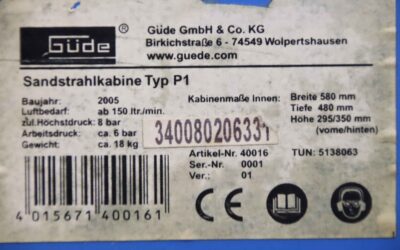 Güde ®
Güde GmbH & Co. KG
Birkichstraße 6 - 74549 Wolpertshausen
www.guede.com
Sandstrahlkabine Typ P1
Baujahr: 2005
Luftbedarf: ab 150 ltr./min.
zul.Höchstdruck: 8 bar
Arbeitsdruck: ca. 6 bar
Gewicht: ca. 18 kg
Kabinenmaße Innen: Breite 580 mm
Tiefe 480 mm
Höhe 295/350 mm
(vorne/hinten)
340080206331
Artikel-Nr. 40016
TUN: 5138063
Ser.-Nr. 0001
Ver.: 01
4 015671 400161
CE